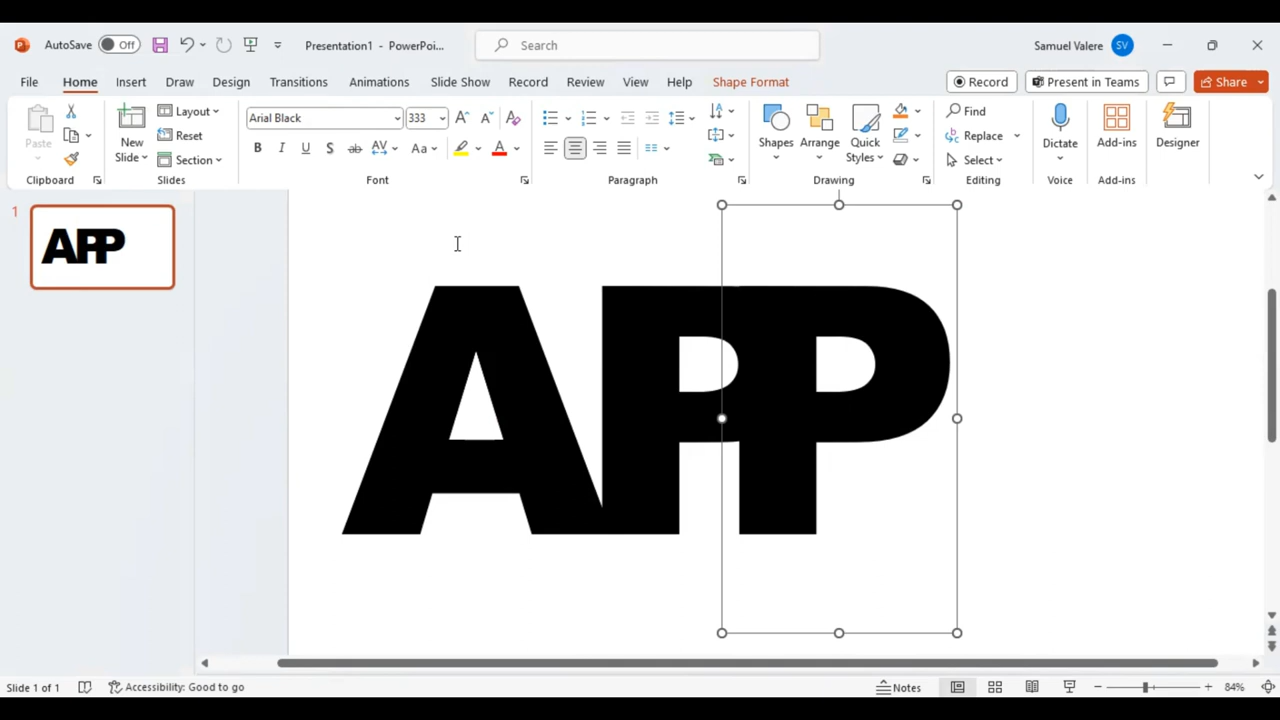 AutoSave Off Presentation1 - PowerPoi... Search Samuel Valere SV
File Home Insert Draw Design Transitions Animations Slide Show Record Review View Help Shape Format Record Present in Teams Share
Paste New Slide Layout Reset Section Arial Black 333 Shapes Arrange Quick Styles Find Replace Select Dictate Add-ins Designer
Clipboard Slides Font Paragraph Drawing Editing Voice Add-ins
1
APP
APP
Slide 1 of 1 Accessibility: Good to go Notes 84%